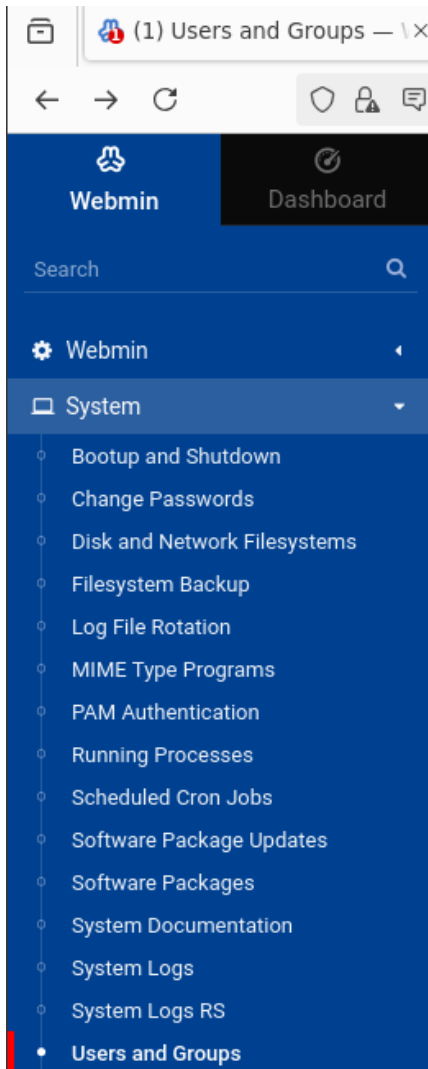 (1) Users and Groups —
Webmin
Dashboard
Search
Webmin
System
Bootup and Shutdown
Change Passwords
Disk and Network Filesystems
Filesystem Backup
Log File Rotation
MIME Type Programs
PAM Authentication
Running Processes
Scheduled Cron Jobs
Software Package Updates
Software Packages
System Documentation
System Logs
System Logs RS
Users and Groups